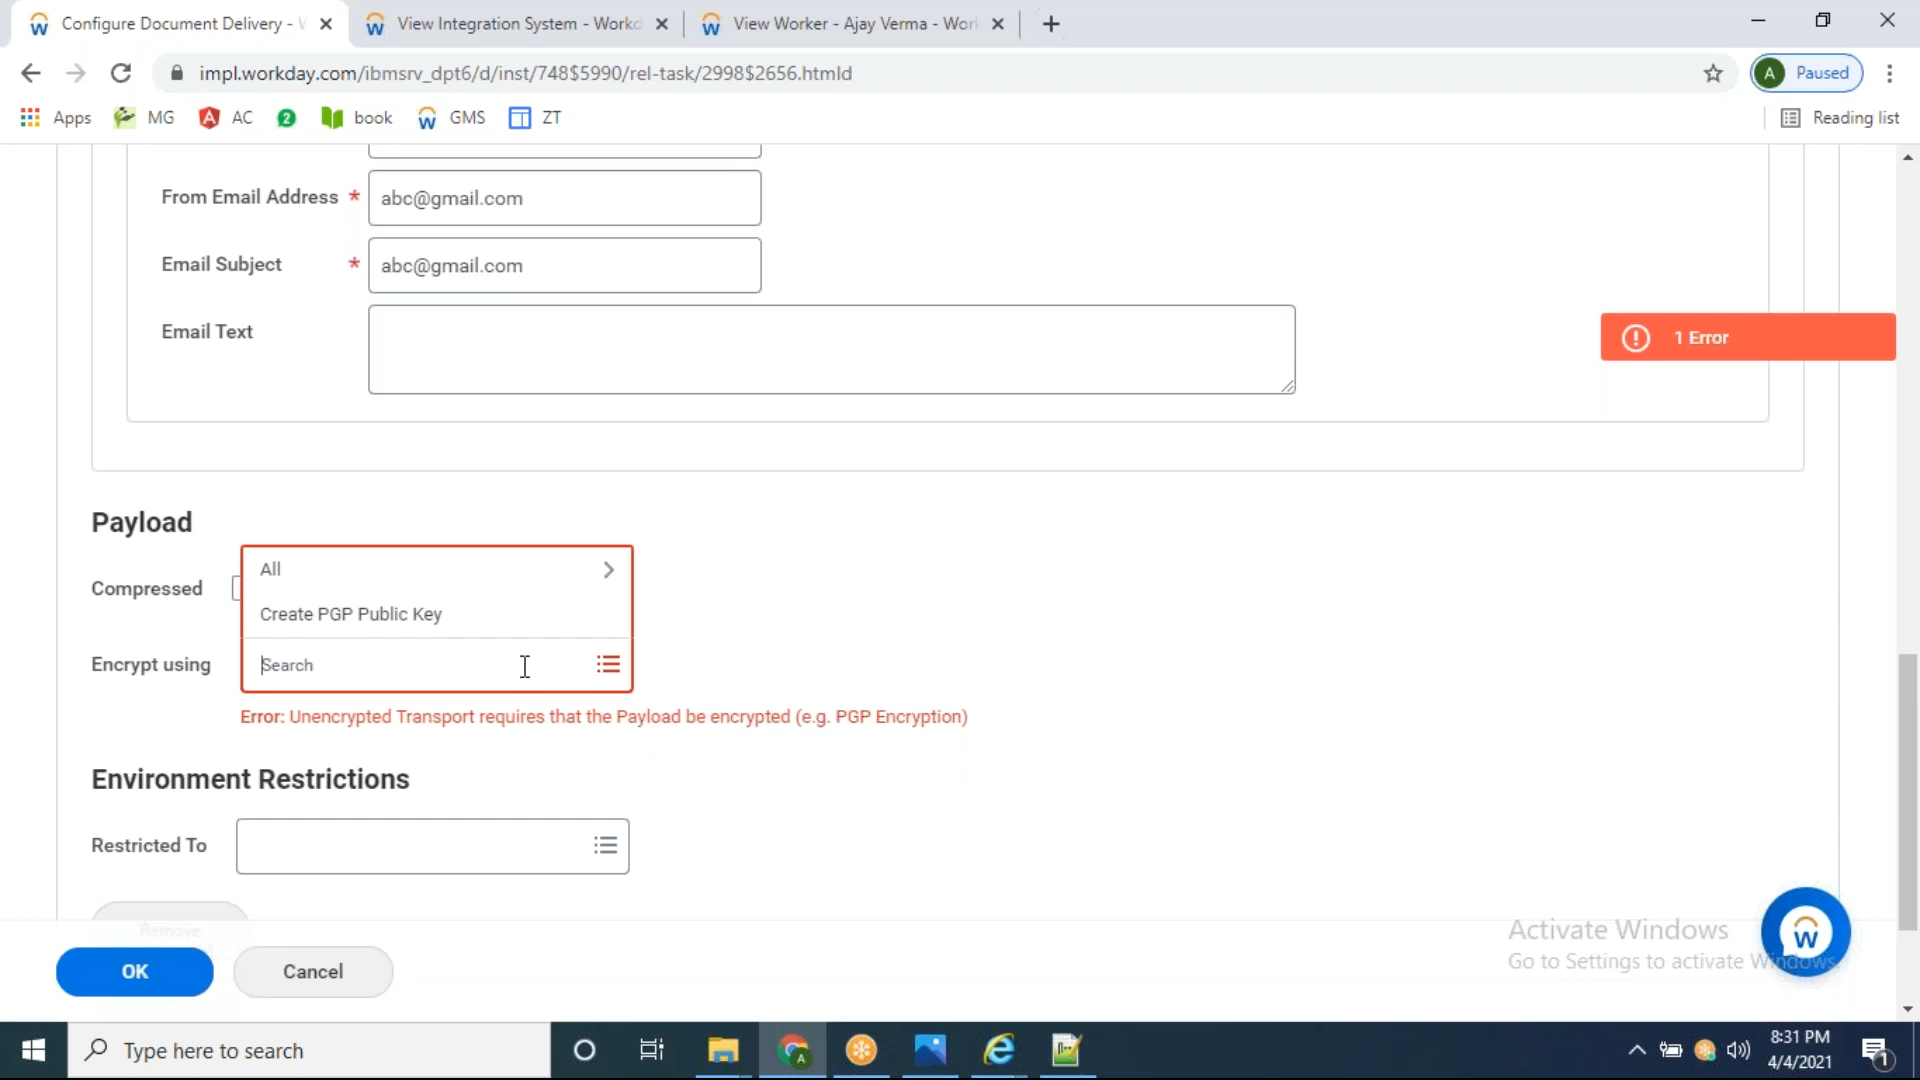 Configure Document Delivery - W
View Integration System - Workd
View Worker - Ajay Verma - Work
impl.workday.com/ibmsrv_dpt6/d/inst/748$5990/rel-task/2998$2656.htmld
A Paused
Apps
MG
AC
2
book
GMS
ZT
Reading list
From Email Address *
abc@gmail.com
Email Subject *
abc@gmail.com
Email Text
1 Error
Payload
All
Compressed
Create PGP Public Key
Encrypt using
Search
Error: Unencrypted Transport requires that the Payload be encrypted (e.g. PGP Encryption)
Environment Restrictions
Restricted To
Remove
OK
Cancel
Activate Windows
Go to Settings to activate Windows.
Type here to search
8:31 PM
4/4/2021
1